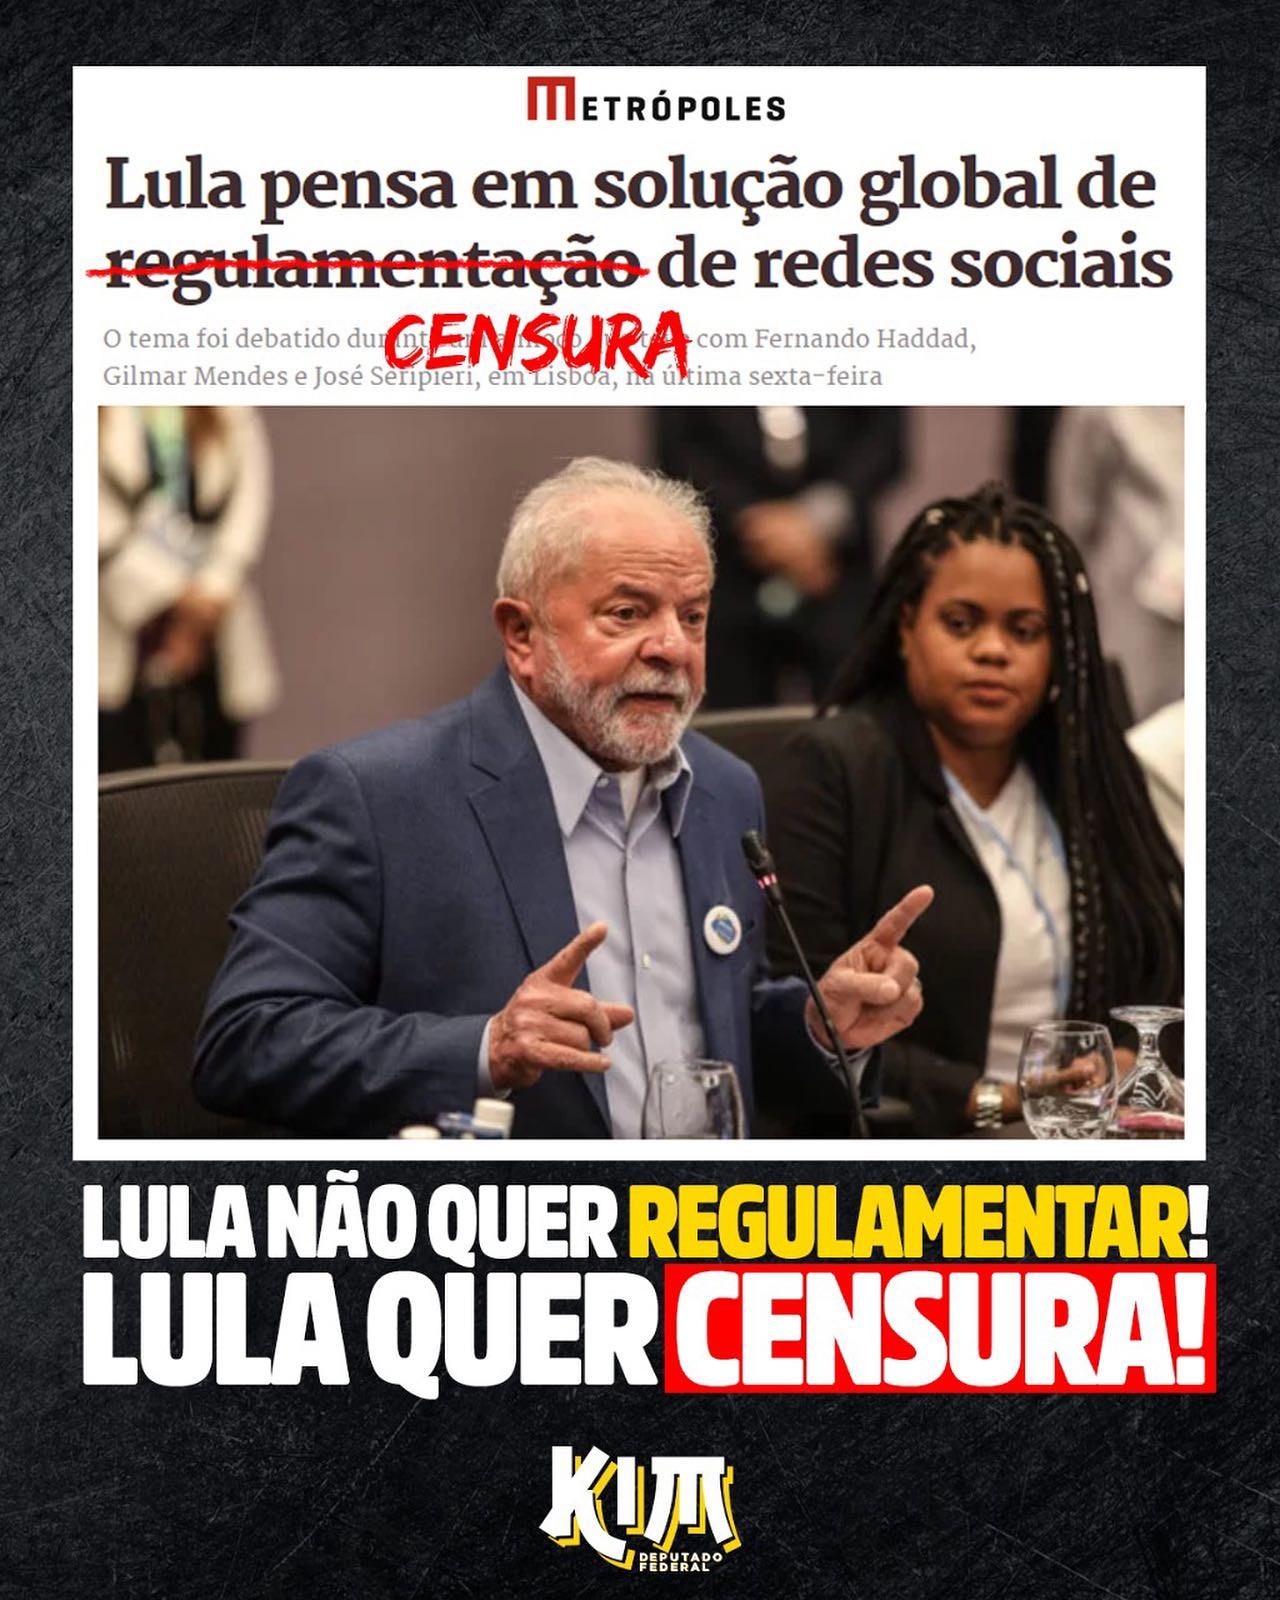 METRÓPOLES
Lula pensa em solução global de
regulamentação de redes sociais
CENSURA
O tema foi debatido com Fernando Haddad,
Gilmar Mendes e José Seripieri, em Lisboa, na última sexta-feira
LULA NÃO QUER REGULAMENTAR!
LULA QUER CENSURA!
KIM
DEPUTADO
FEDERAL